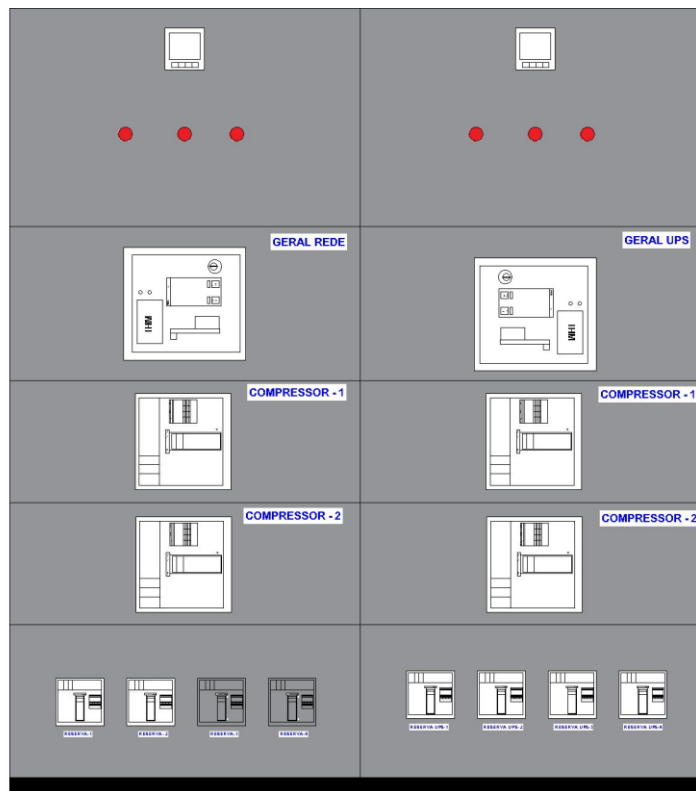 GERAL REDE
GERAL UPS
IHM
IHM
COMPRESSOR - 1
COMPRESSOR - 1
COMPRESSOR - 2
COMPRESSOR - 2
RESERVA -1
RESERVA -2
RESERVA -3
RESERVA -4
RESERVA UPS-1
RESERVA UPS-2
RESERVA UPS-3
RESERVA UPS-4